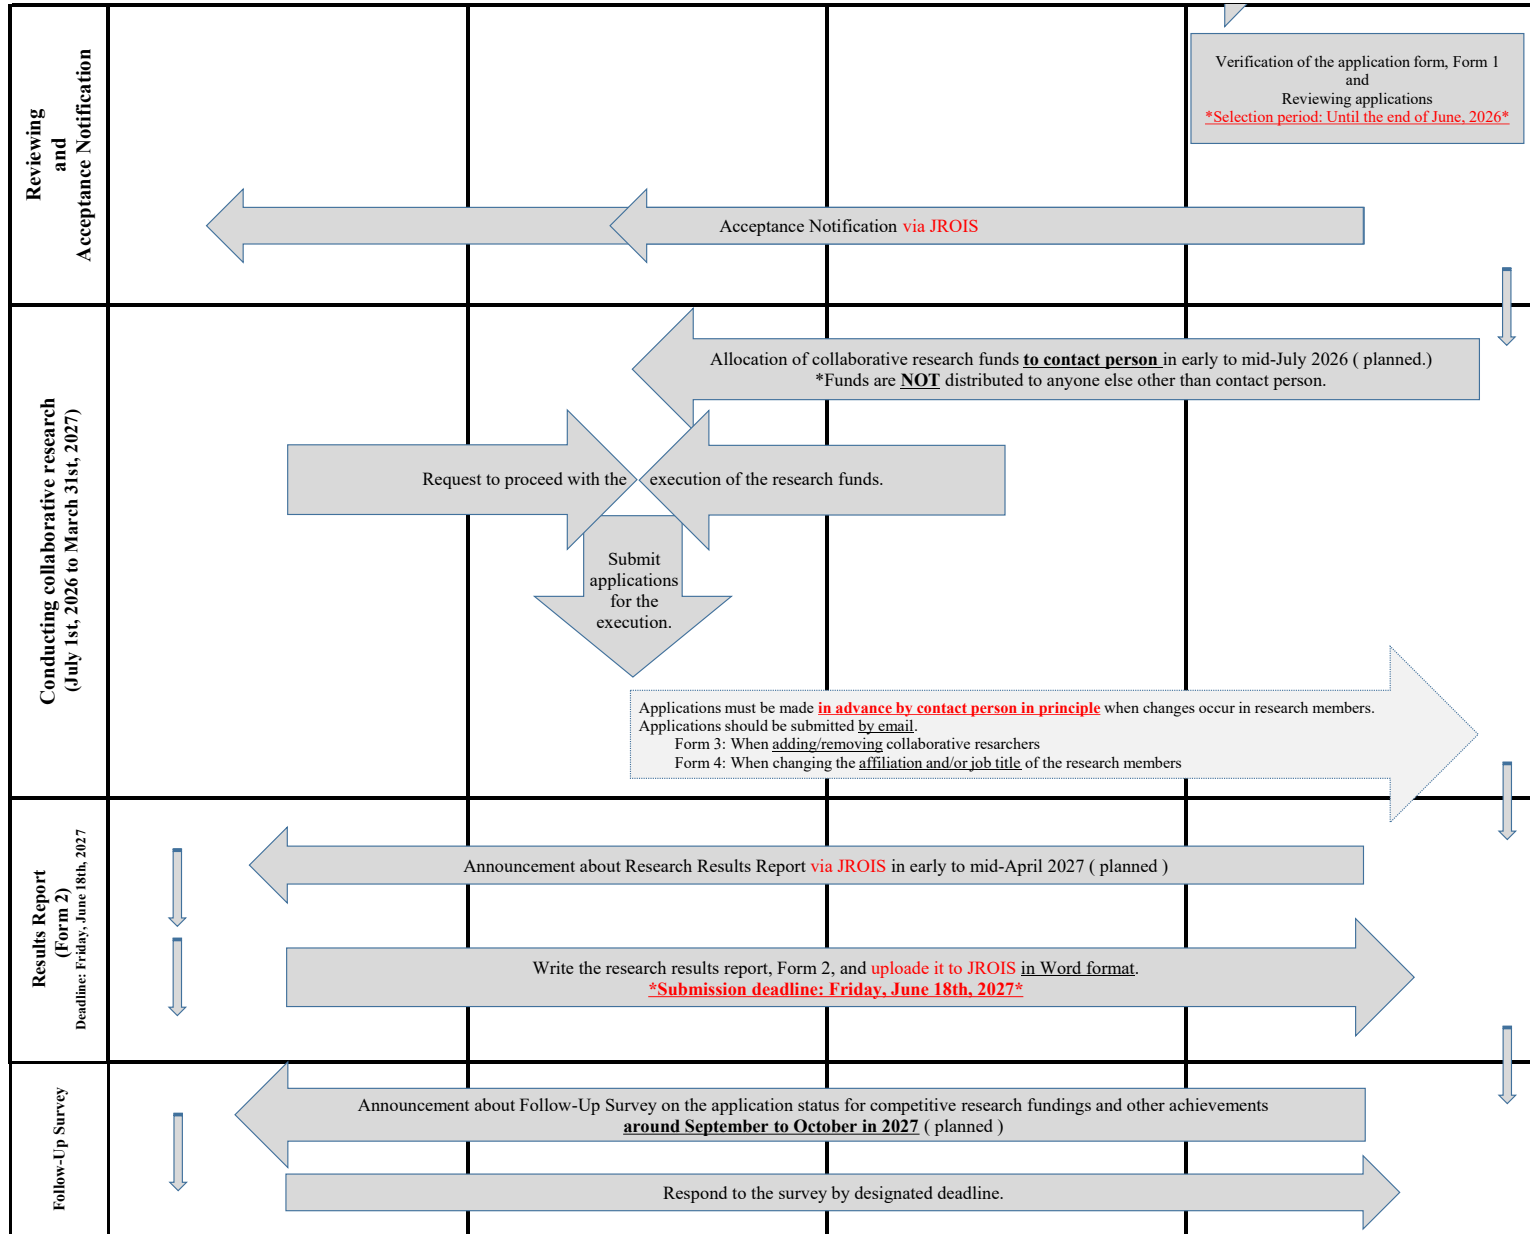 Reviewing
and
Acceptance Notification
Verification of the application form, Form 1
and
Reviewing applications
*Selection period: Until the end of June, 2026*
Acceptance Notification via JROIS
Conducting collaborative research
(July 1st, 2026 to March 31st, 2027)
Allocation of collaborative research funds to contact person in early to mid-July 2026 ( planned.)
*Funds are NOT distributed to anyone else other than contact person.
Request to proceed with the execution of the research funds.
Submit
applications
for the
execution.
Applications must be made in advance by contact person in principle when changes occur in research members.
Applications should be submitted by email.
Form 3: When adding/removing collaborative resarchers
Form 4: When changing the affiliation and/or job title of the research members
Results Report
(Form 2)
Deadline: Friday, June 18th, 2027
Announcement about Research Results Report via JROIS in early to mid-April 2027 ( planned )
Write the research results report, Form 2, and uploade it to JROIS in Word format.
*Submission deadline: Friday, June 18th, 2027*
Follow-Up Survey
Announcement about Follow-Up Survey on the application status for competitive research fundings and other achievements
around September to October in 2027 ( planned )
Respond to the survey by designated deadline.